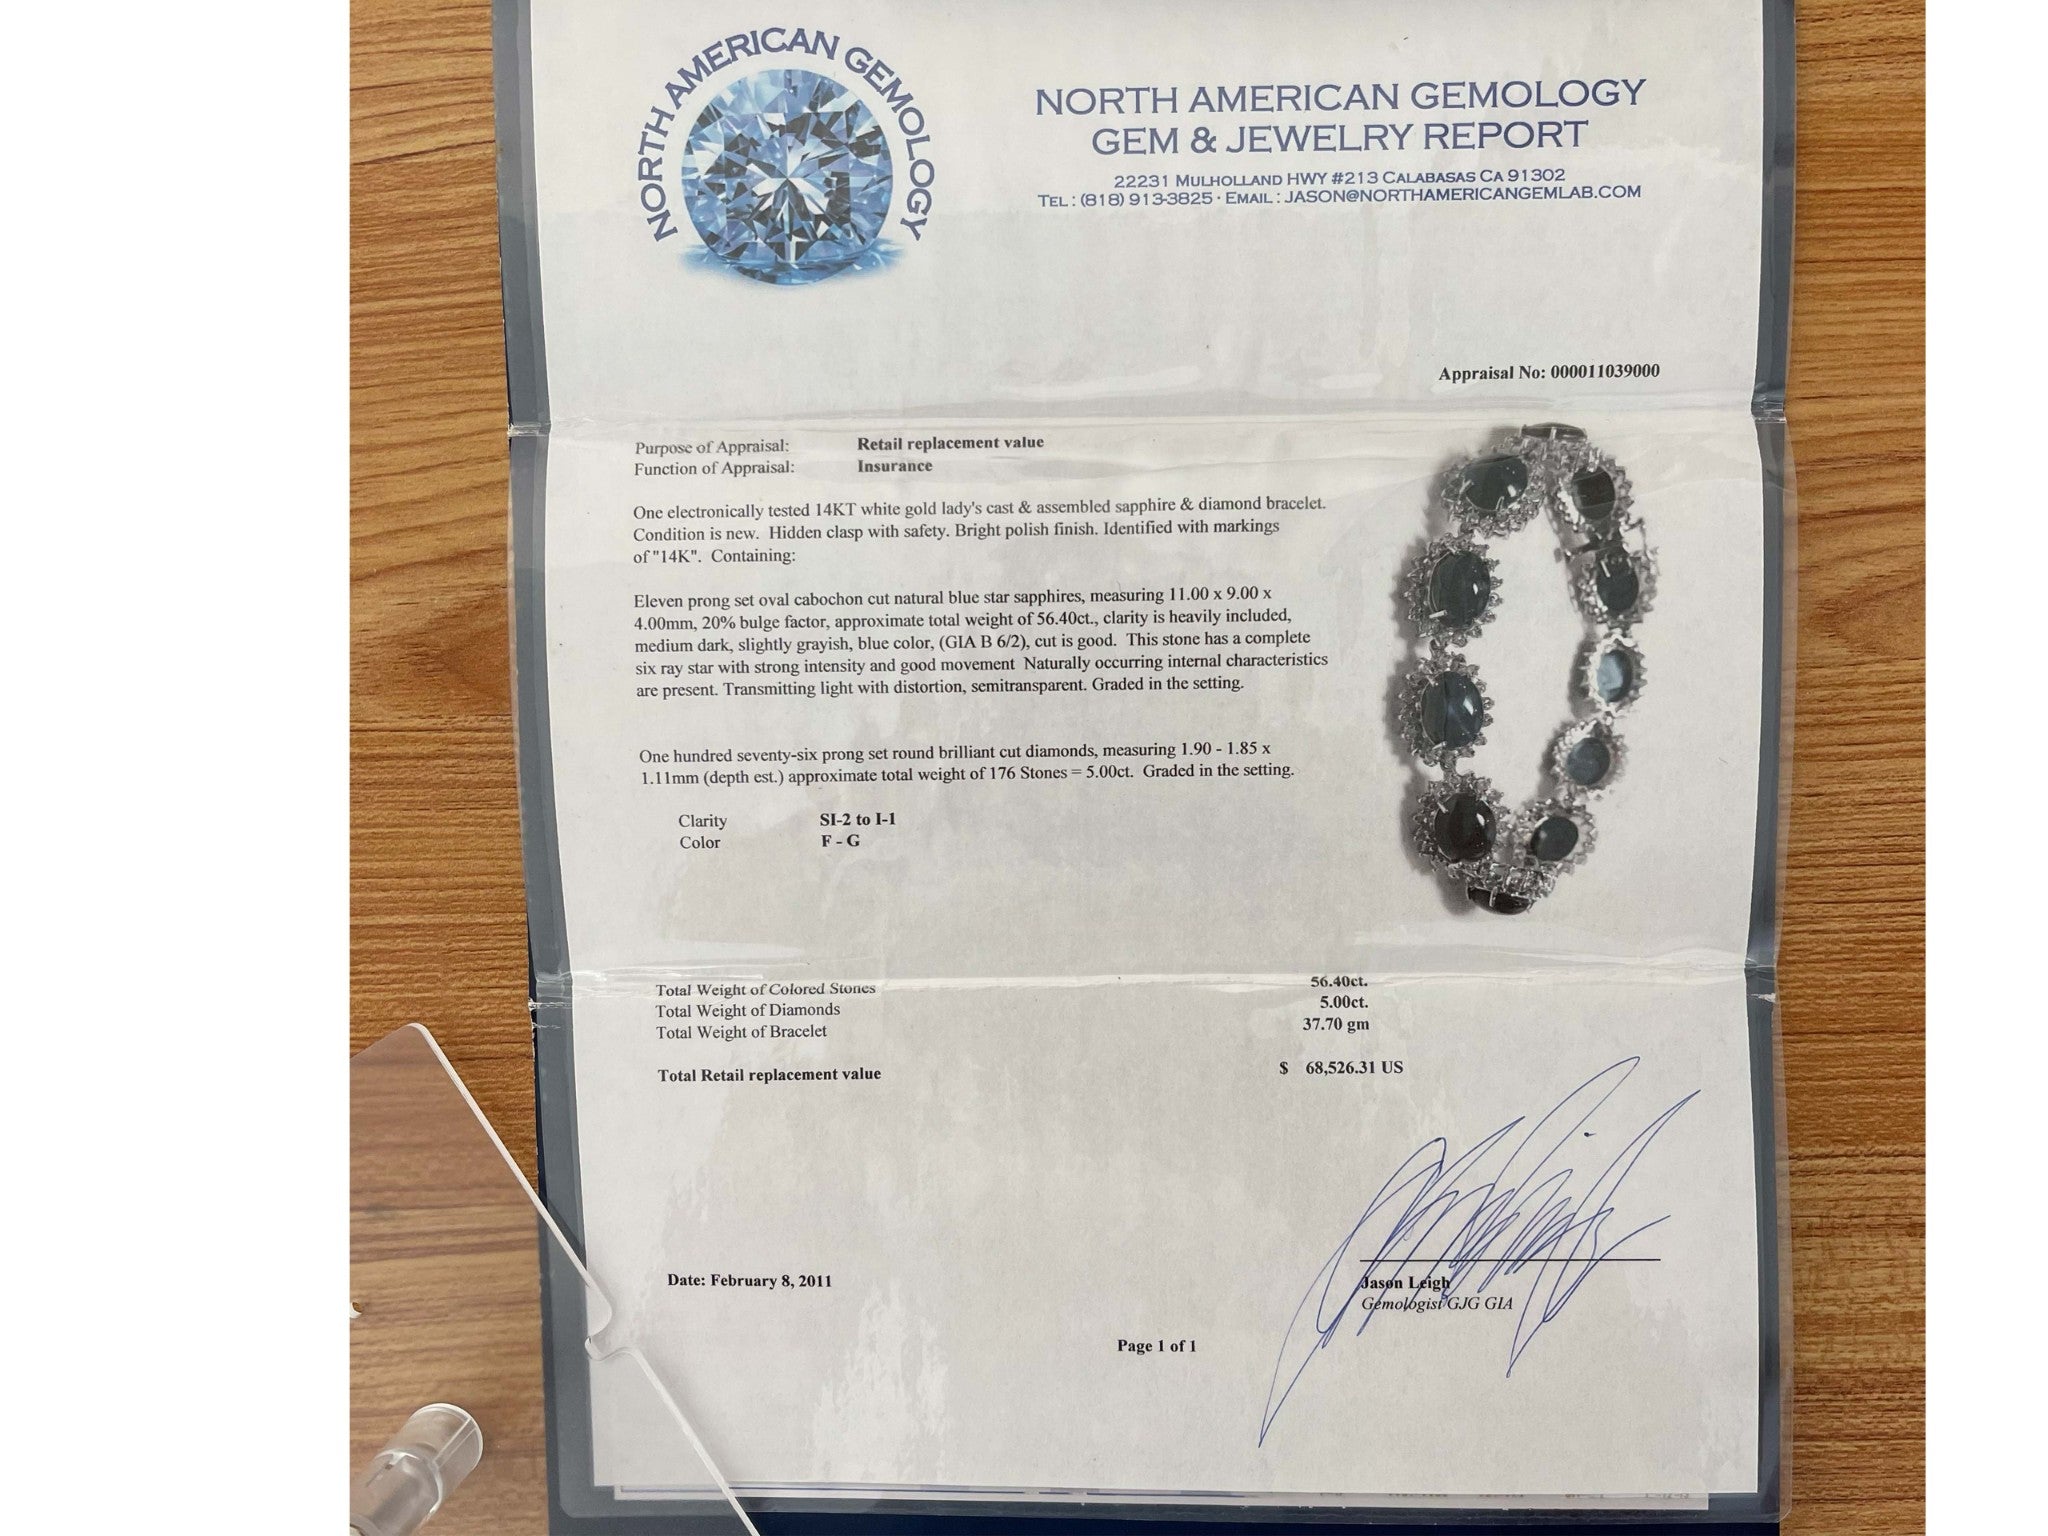 NORTH AMERICAN GEMOLOGY
NORTH AMERICAN GEMOLOGY
GEM & JEWELRY REPORT
22231 MULHOLLAND HWY #213 CALABASAS CA 91302
TEL : (818) 913-3825 · EMAIL : JASON@NORTHAMERICANGEMLAB.COM
Appraisal No: 000011039000
Purpose of Appraisal: Retail replacement value
Function of Appraisal: Insurance
One electronically tested 14KT white gold lady's cast & assembled sapphire & diamond bracelet.
Condition is new. Hidden clasp with safety. Bright polish finish. Identified with markings
of "14K". Containing:
Eleven prong set oval cabochon cut natural blue star sapphires, measuring 11.00 x 9.00 x
4.00mm, 20% bulge factor, approximate total weight of 56.40ct., clarity is heavily included,
medium dark, slightly grayish, blue color, (GIA B 6/2), cut is good. This stone has a complete
six ray star with strong intensity and good movement Naturally occurring internal characteristics
are present. Transmitting light with distortion, semitransparent. Graded in the setting.
One hundred seventy-six prong set round brilliant cut diamonds, measuring 1.90 - 1.85 x
1.11mm (depth est.) approximate total weight of 176 Stones = 5.00ct. Graded in the setting.
Clarity SI-2 to I-1
Color F - G
Total Weight of Colored Stones 56.40ct.
Total Weight of Diamonds 5.00ct.
Total Weight of Bracelet 37.70 gm
Total Retail replacement value $ 68,526.31 US
Date: February 8, 2011
Jason Leigh
Gemologist GJG GIA
Page 1 of 1